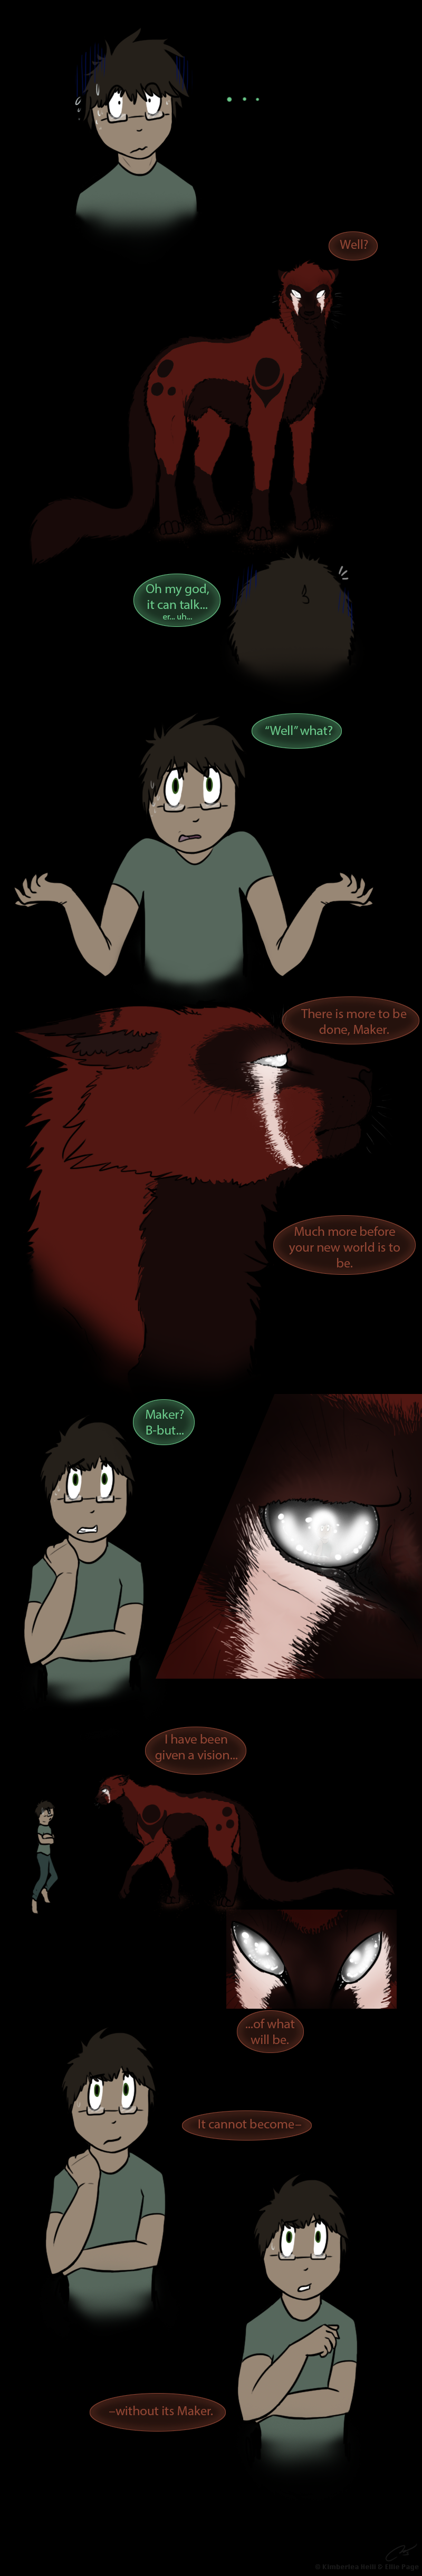 Well?
Oh my god,
it can talk...
er... uh...
"Well" what?
There is more to be
done, Maker.
Much more before
your new world is to
be.
Maker?
B-but...
I have been
given a vision...
...of what
will be.
It cannot become–
–without its Maker.